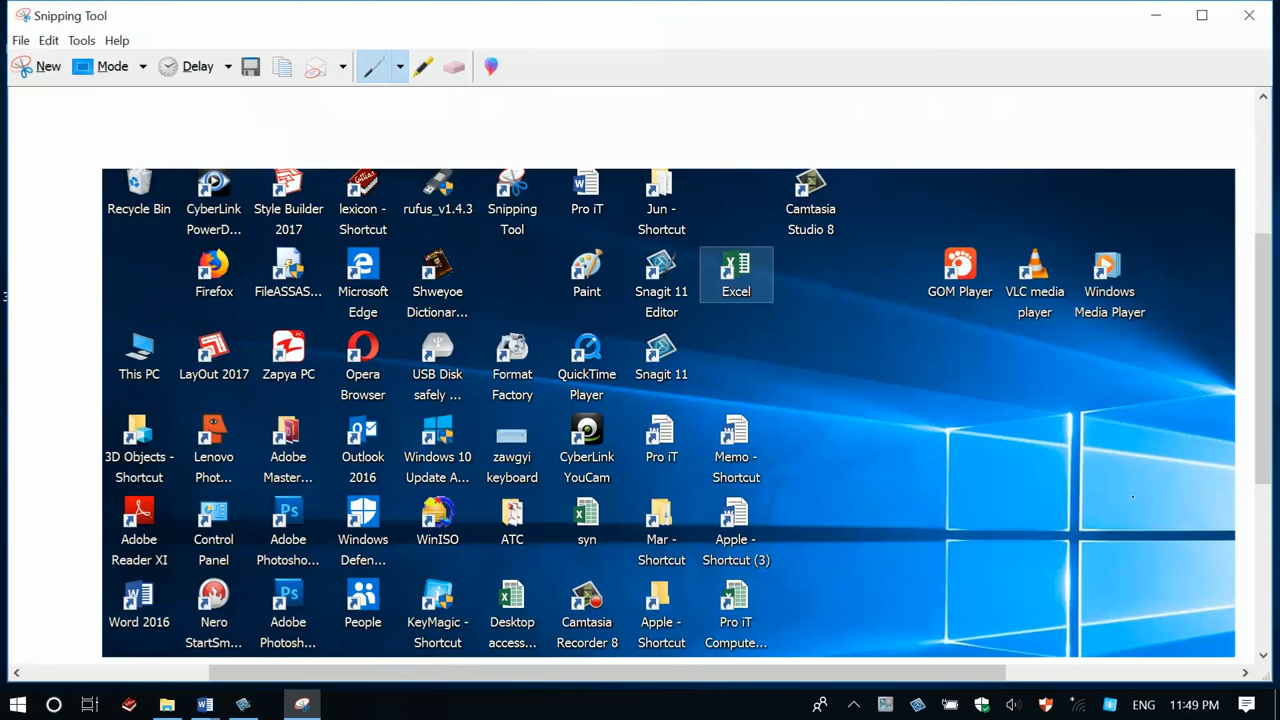 Snipping Tool
File Edit Tools Help
New Mode Delay
Recycle Bin
CyberLink
PowerD...
Style Builder
2017
lexicon -
Shortcut
rufus_v1.4.3
Snipping
Tool
Pro iT
Jun -
Shortcut
Camtasia
Studio 8
Firefox
FileASSAS...
Microsoft
Edge
Shweyoe
Dictionar...
Paint
Snagit 11
Editor
Excel
GOM Player
VLC media
player
Windows
Media Player
This PC
LayOut 2017
Zapya PC
Opera
Browser
USB Disk
safely ...
Format
Factory
QuickTime
Player
Snagit 11
3D Objects -
Shortcut
Lenovo
Phot...
Adobe
Master...
Outlook
2016
Windows 10
Update A...
zawgyi
keyboard
CyberLink
YouCam
Pro iT
Memo -
Shortcut
Adobe
Reader XI
Control
Panel
Adobe
Photosho...
Windows
Defen...
WinISO
ATC
syn
Mar -
Shortcut
Apple -
Shortcut (3)
Word 2016
Nero
StartSm...
Adobe
Photosh...
People
KeyMagic -
Shortcut
Desktop
access...
Camtasia
Recorder 8
Apple -
Shortcut
Pro iT
Compute...
ENG 11:49 PM